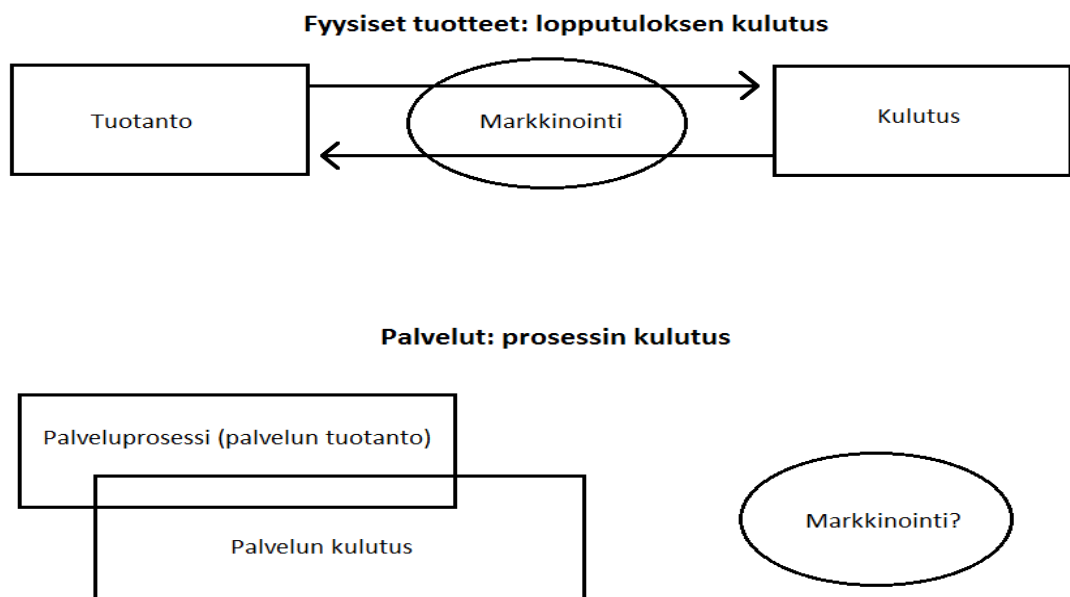 Fyysiset tuotteet: lopputuloksen kulutus
Tuotanto
Markkinointi
Kulutus
Palvelut: prosessin kulutus
Palveluprosessi (palvelun tuotanto)
Palvelun kulutus
Markkinointi?